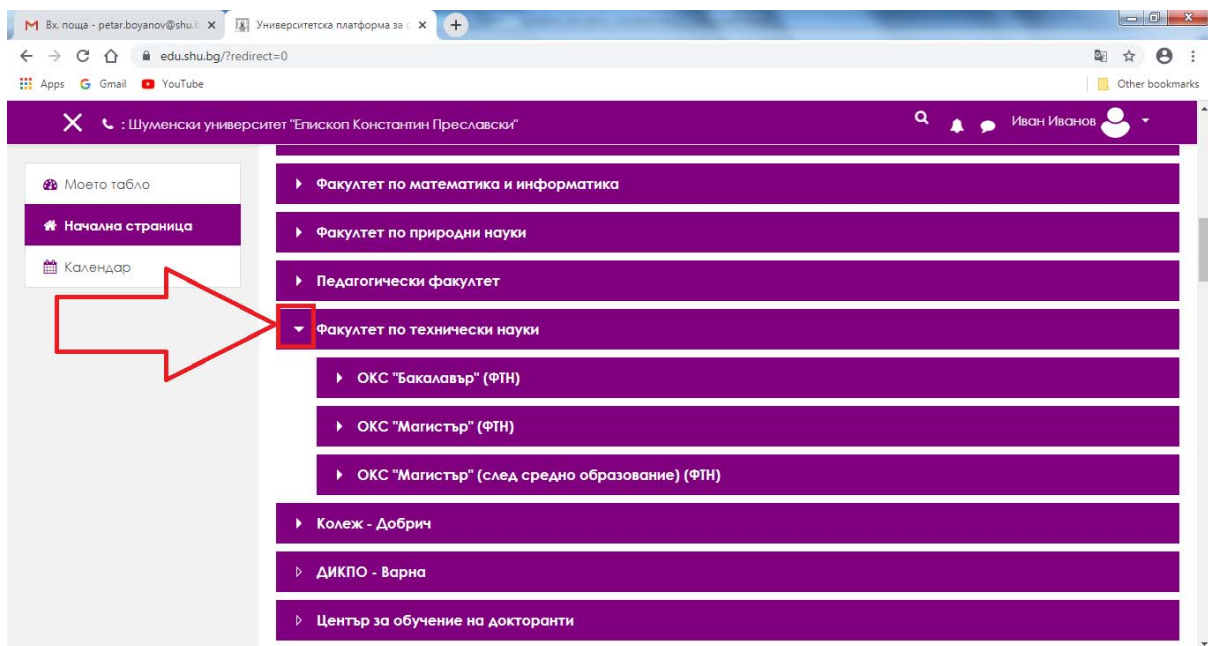 Вх. поща - petar.boyanov@shu.b
Университетска платформа за
edu.shu.bg/?redirect=0
Apps Gmail YouTube Other bookmarks
: Шуменски университет "Епископ Константин Преславски" Иван Иванов
Моето табло
Начална страница
Календар
Факултет по математика и информатика
Факултет по природни науки
Педагогически факултет
Факултет по технически науки
ОКС "Бакалавър" (ФТН)
ОКС "Магистър" (ФТН)
ОКС "Магистър" (след средно образование) (ФТН)
Колеж - Добрич
ДИКПО - Варна
Център за обучение на докторанти